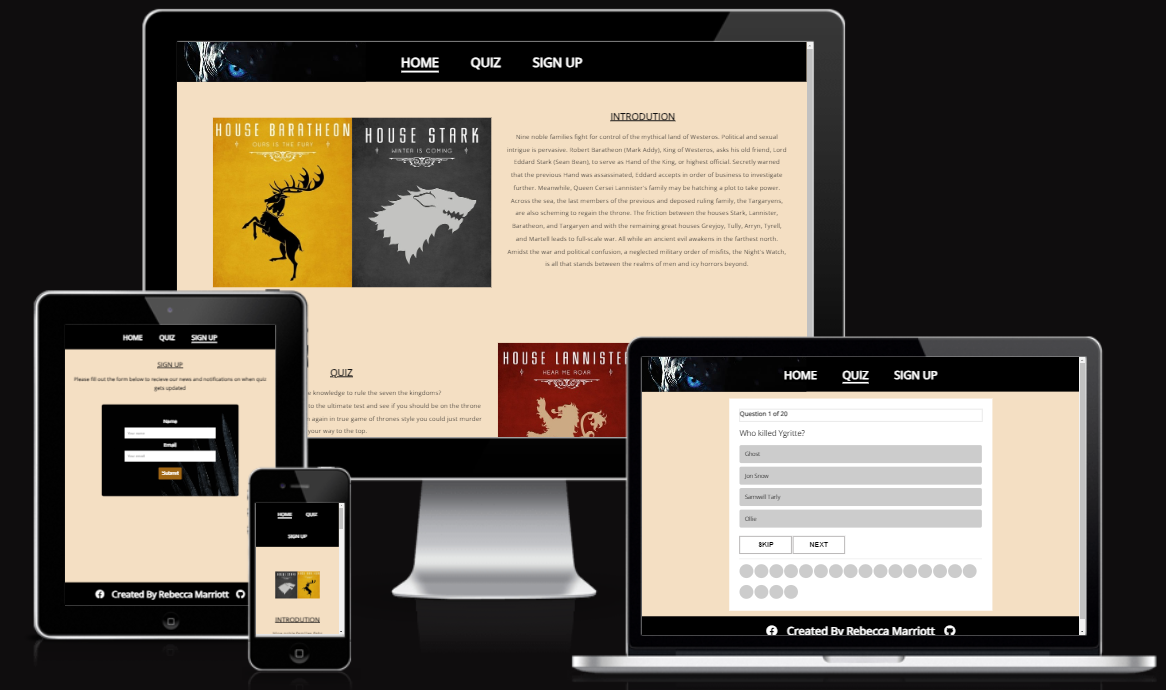 HOME QUIZ SIGN UP
HOUSE BARATHEON
OURS IS THE FURY
HOUSE STARK
WINTER IS COMING
INTRODUTION
Nine noble families fight for control of the mythical land of Westeros. Political and sexual
intrigue is pervasive. Robert Baratheon (Mark Addy), King of Westeros, asks his old friend, Lord
Eddard Stark (Sean Bean), to serve as Hand of the King, or highest official. Secretly warned
that the previous Hand was assassinated, Eddard accepts in order of business to investigate
further. Meanwhile, Queen Cersei Lannister's family may be hatching a plot to take power.
Across the sea, the last members of the previous and deposed ruling family, the Targaryens,
are also scheming to regain the throne. The friction between the houses Stark, Lannister,
Baratheon, and Targaryen and with the remaining great houses Greyjoy, Tully, Arryn, Tyrell,
and Martell leads to full-scale war. All while an ancient evil awakens in the farthest north.
Amidst the war and political confusion, a neglected military order of misfits, the Night's Watch,
is all that stands between the realms of men and icy horrors beyond.
QUIZ
e knowledge to rule the seven the kingdoms?
to the ultimate test and see if you should be on the throne
again in true game of thrones style you could just murder
your way to the top.
HOUSE LANNISTER
HEAR ME ROAR
HOME QUIZ SIGN UP
SIGN UP
Please fill out the form below to recieve our news and notifications on when quiz
gets updated
Name
Your name
Email
Your email
Submit
Created By Rebecca Marriott
HOME QUIZ
SIGN UP
INTRODUTION
HOME QUIZ SIGN UP
Question 1 of 20
Who killed Ygritte?
Ghost
Jon Snow
Samwell Tarly
Ollie
SKIP NEXT
Created By Rebecca Marriott